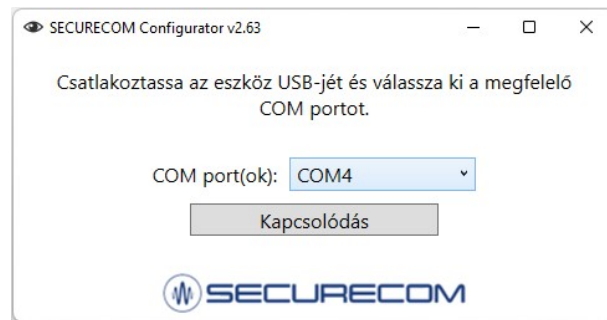 SECURECOM Configurator v2.63
Csatlakoztassa az eszköz USB-jét és válassza ki a megfelelő
COM portot.
COM port(ok): COM4
Kapcsolódás
SECURECOM